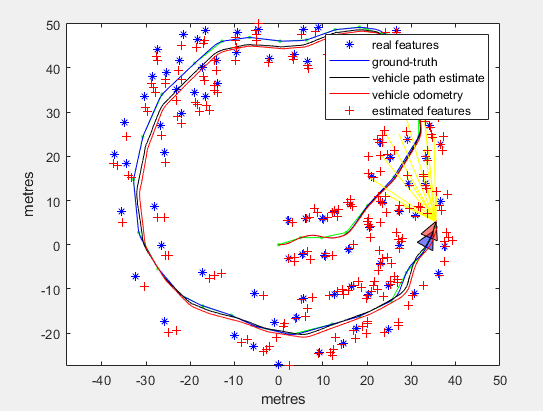 50
40
30
20
10
0
-10
-20
metres
real features
ground-truth
vehicle path estimate
vehicle odometry
estimated features
-40 -30 -20 -10 0 10 20 30 40 50
metres